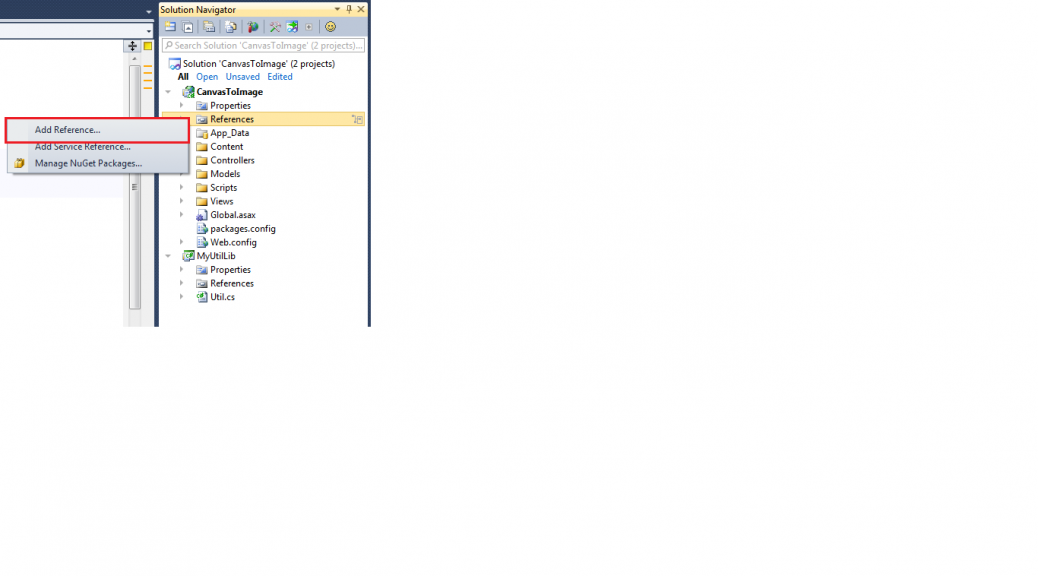 Solution Navigator
Search Solution 'CanvasToImage' (2 projects)...
Solution 'CanvasToImage' (2 projects)
All Open Unsaved Edited
CanvasToImage
Properties
References
App_Data
Content
Controllers
Models
Scripts
Views
Global.asax
packages.config
Web.config
MyUtilLib
Properties
References
Util.cs
Add Reference...
Add Service Reference...
Manage NuGet Packages...